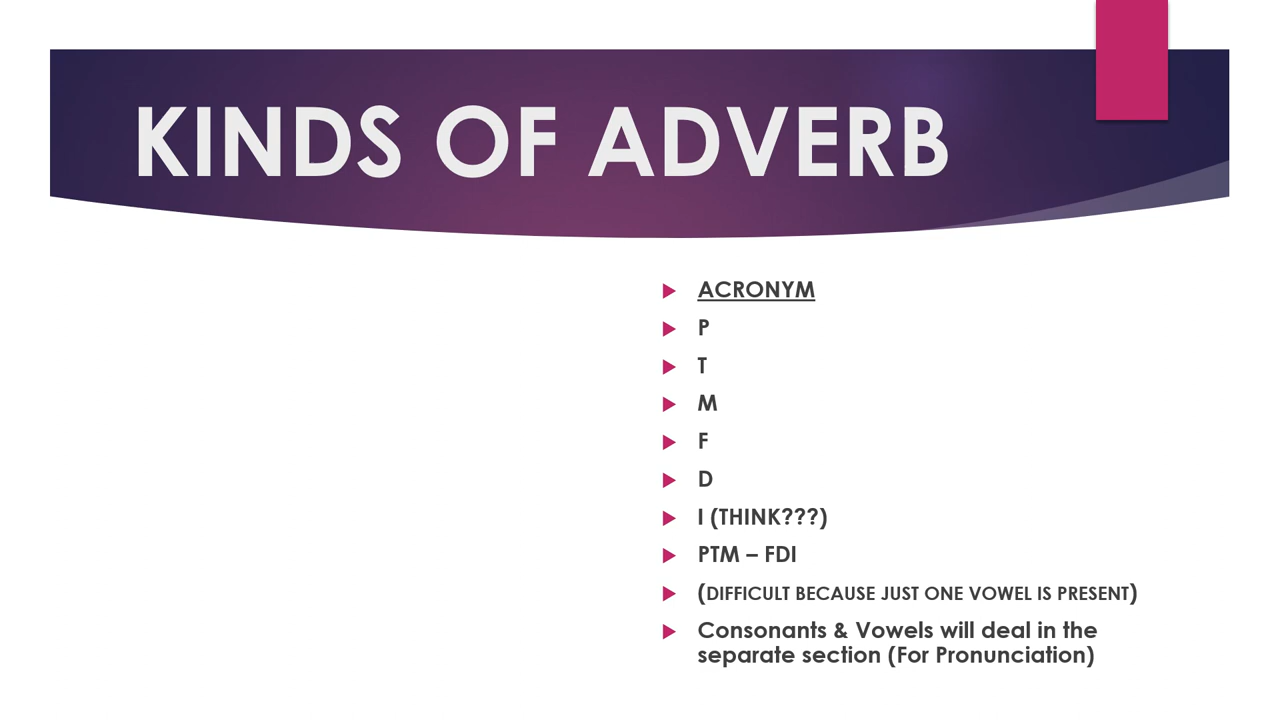 KINDS OF ADVERB
ACRONYM
P
T
M
F
D
I (THINK???)
PTM – FDI
(DIFFICULT BECAUSE JUST ONE VOWEL IS PRESENT)
Consonants & Vowels will deal in the
separate section (For Pronunciation)